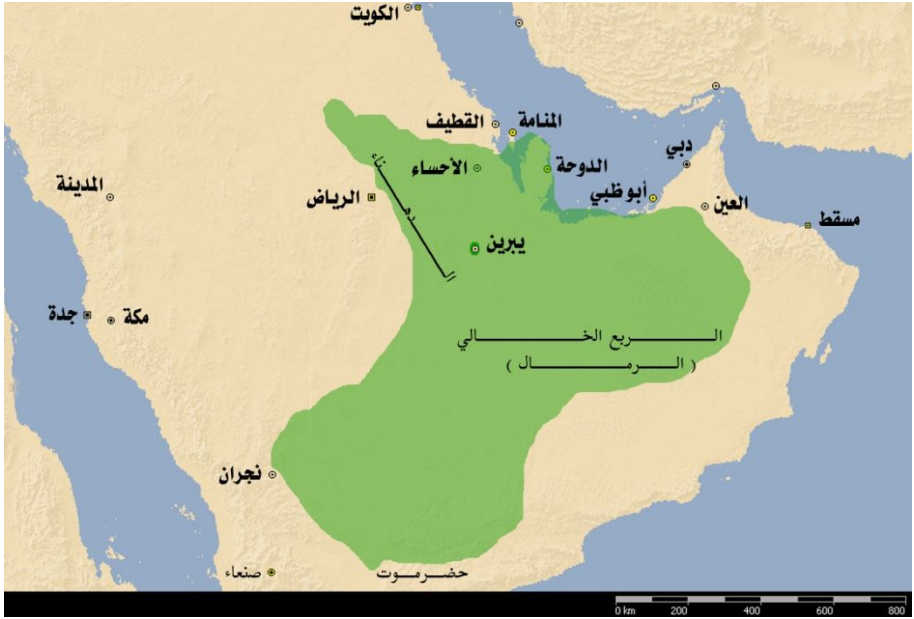 الكويت
القطيف
المنامة
دبي
الأحساء
الدوحة
المدينة
الرياض
أبوظبي
العين
مسقط
الدهناء
يبرين
جدة
مكة
الربع الخالي
( الرمال )
نجران
صنعاء
حضرموت
0 km 200 400 600 800